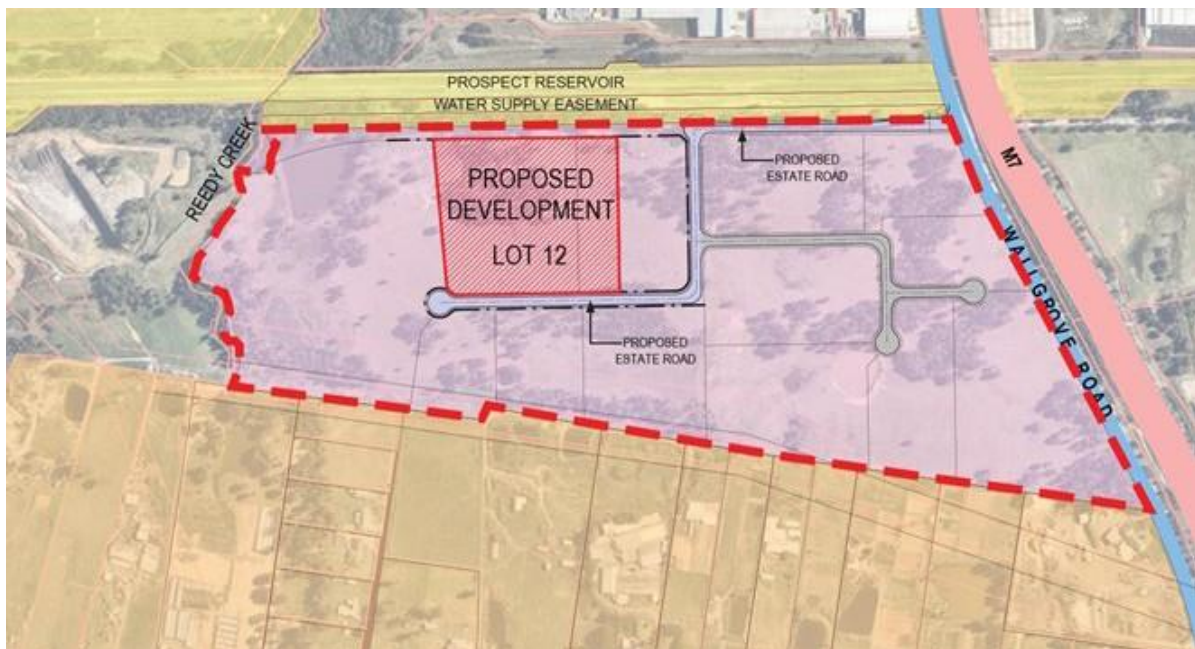 PROSPECT RESERVOIR
WATER SUPPLY EASEMENT
REEDY CREEK
PROPOSED
DEVELOPMENT
LOT 12
PROPOSED
ESTATE ROAD
M7
WALLGROVE ROAD
PROPOSED
ESTATE ROAD